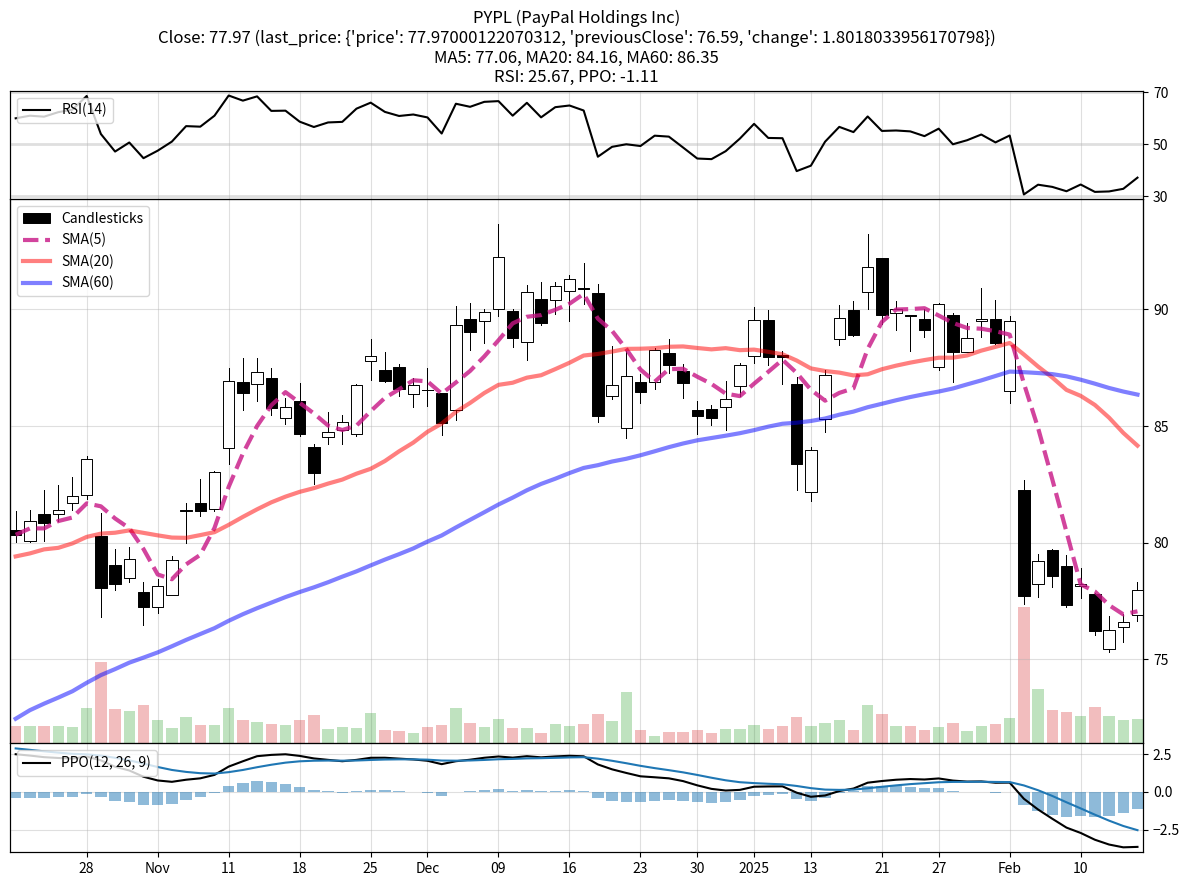 PYPL (PayPal Holdings Inc)
Close: 77.97 (last_price: {'price': 77.97000122070312, 'previousClose': 76.59, 'change': 1.8018033956170798})
MA5: 77.06, MA20: 84.16, MA60: 86.35
RSI: 25.67, PPO: -1.11
RSI(14)
70
50
30
Candlesticks
SMA(5)
SMA(20)
SMA(60)
90
85
80
75
PPO(12, 26, 9)
2.5
0.0
−2.5
28 Nov 11 18 25 Dec 09 16 23 30 2025 13 21 27 Feb 10